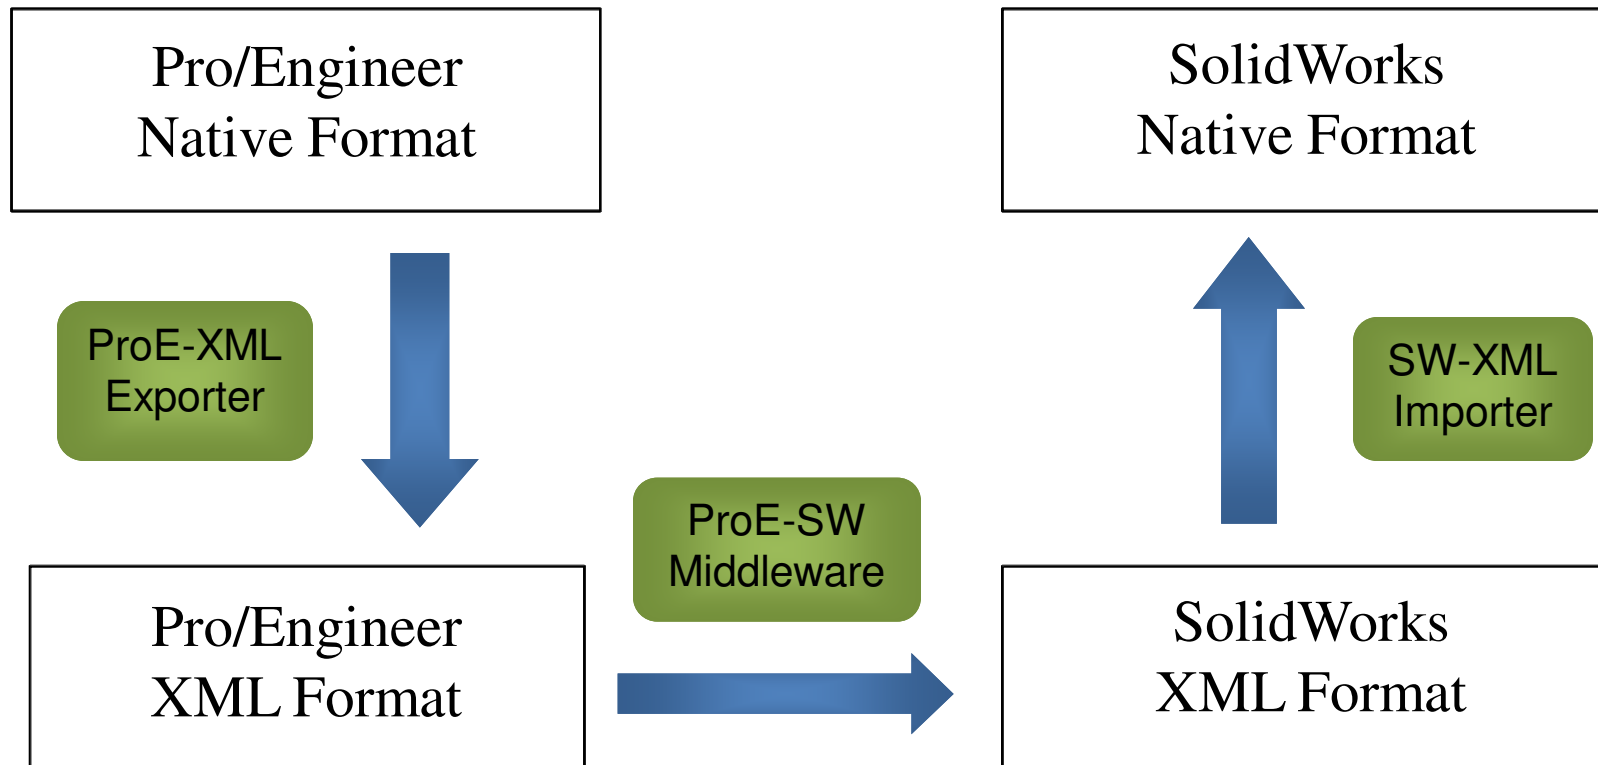 Pro/Engineer
Native Format
SolidWorks
Native Format
ProE-XML
Exporter
SW-XML
Importer
ProE-SW
Middleware
Pro/Engineer
XML Format
SolidWorks
XML Format